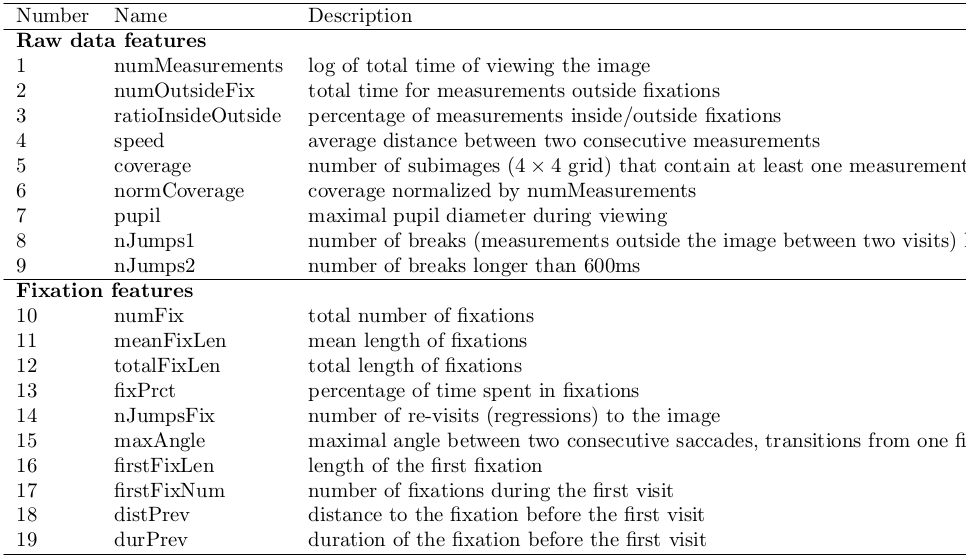 Number Name Description
Raw data features
1 numMeasurements log of total time of viewing the image
2 numOutsideFix total time for measurements outside fixations
3 ratioInsideOutside percentage of measurements inside/outside fixations
4 speed average distance between two consecutive measurements
5 coverage number of subimages (4 × 4 grid) that contain at least one measurement
6 normCoverage coverage normalized by numMeasurements
7 pupil maximal pupil diameter during viewing
8 nJumps1 number of breaks (measurements outside the image between two visits)
9 nJumps2 number of breaks longer than 600ms
Fixation features
10 numFix total number of fixations
11 meanFixLen mean length of fixations
12 totalFixLen total length of fixations
13 fixPrct percentage of time spent in fixations
14 nJumpsFix number of re-visits (regressions) to the image
15 maxAngle maximal angle between two consecutive saccades, transitions from one
16 firstFixLen length of the first fixation
17 firstFixNum number of fixations during the first visit
18 distPrev distance to the fixation before the first visit
19 durPrev duration of the fixation before the first visit